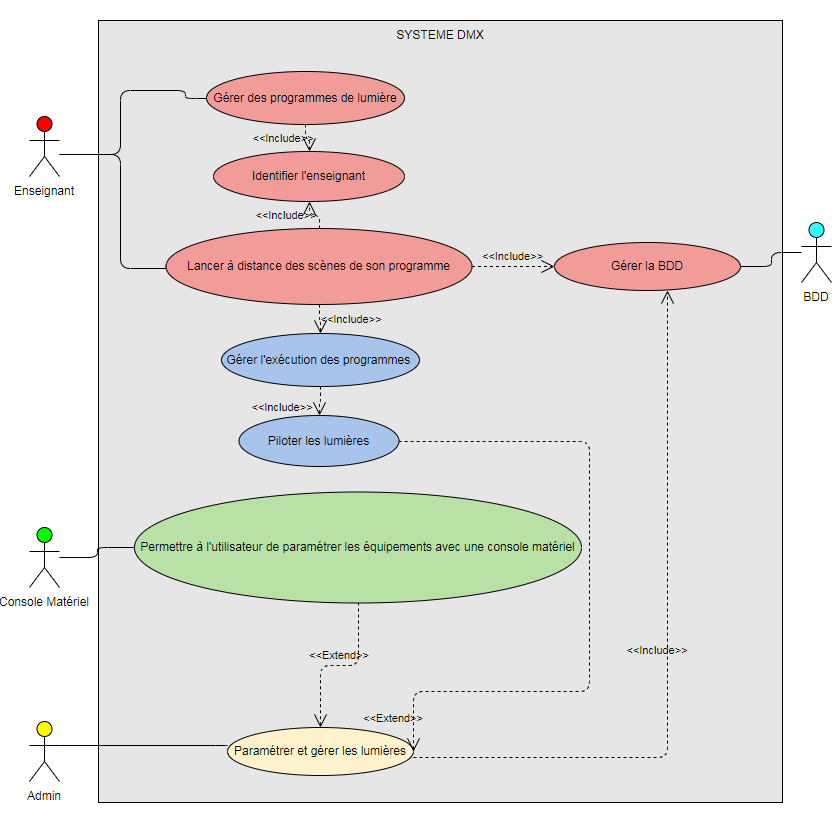 SYSTEME DMX
Gérer des programmes de lumière
<<Include>>
Enseignant
Identifier l'enseignant
<<Include>>
Lancer à distance des scènes de son programme
<<Include>>
Gérer la BDD
BDD
<<Include>>
Gérer l'exécution des programmes
<<Include>>
Piloter les lumières
Permettre à l'utilisateur de paramétrer les équipements avec une console matériel
Console Matériel
<<Extend>>
<<Include>>
<<Extend>>
Paramétrer et gérer les lumières
Admin